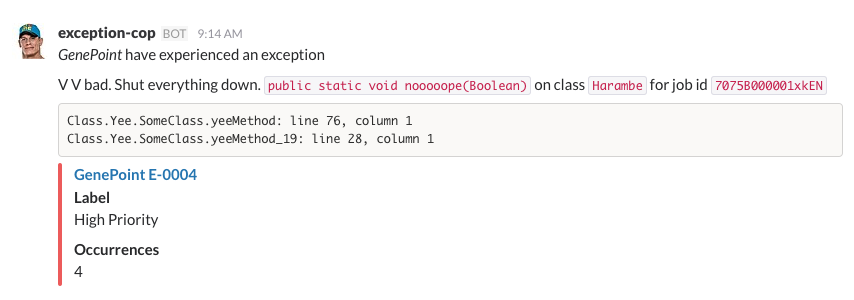 exception-cop BOT 9:14 AM
GenePoint have experienced an exception
V V bad. Shut everything down. public static void nooooope(Boolean) on class Harambe for job id 7075B000001xkEN
Class.Yee.SomeClass.yeeMethod: line 76, column 1
Class.Yee.SomeClass.yeeMethod_19: line 28, column 1
GenePoint E-0004
Label
High Priority
Occurrences
4